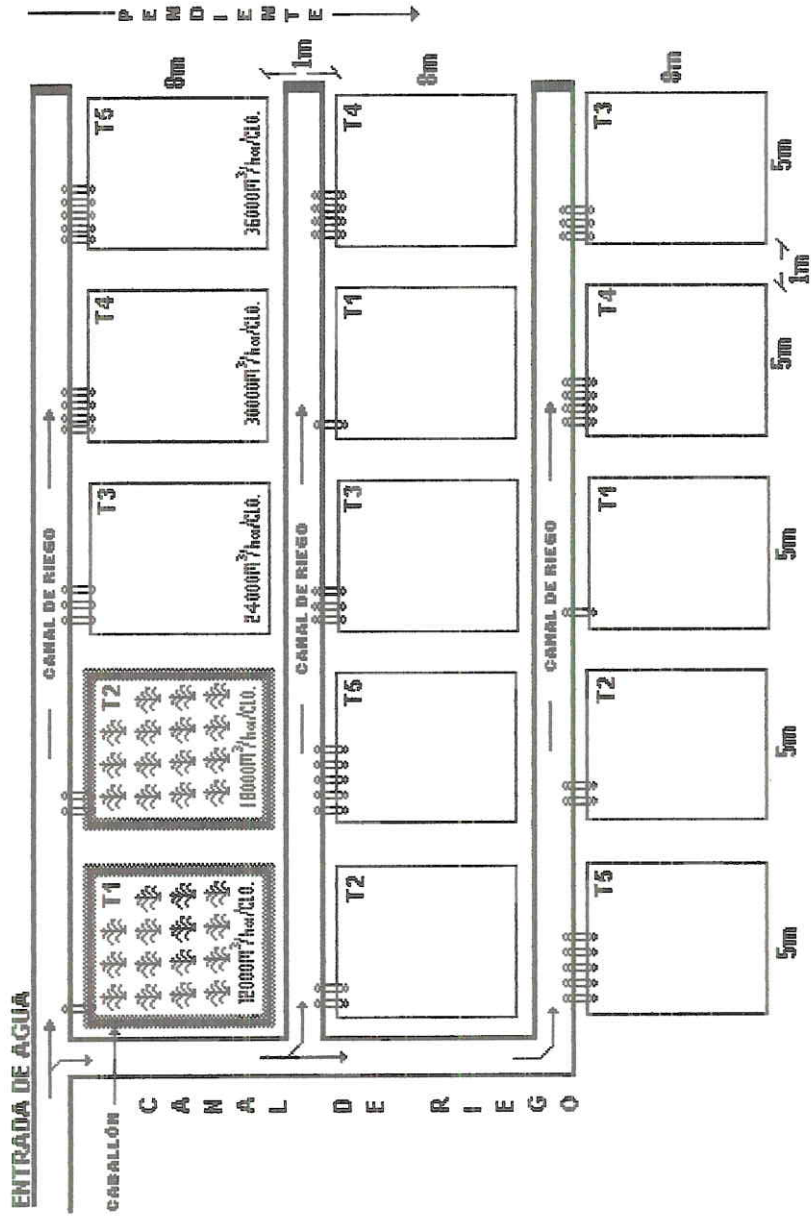 ENTRADA DE AGUA
CABALLÓN
CANAL DE RIEGO
PENDIENTE
CANAL DE RIEGO
T1
12000m³/ha/CLO.
T2
18000m³/ha/CLO.
T3
24000m³/ha/CLO.
T4
30000m³/ha/CLO.
T5
36000m³/ha/CLO.
8m
1m
CANAL DE RIEGO
T2
T5
T3
T1
T4
8m
CANAL DE RIEGO
T5
T2
T1
T4
T3
8m
5m
5m
5m
5m
1m
5m